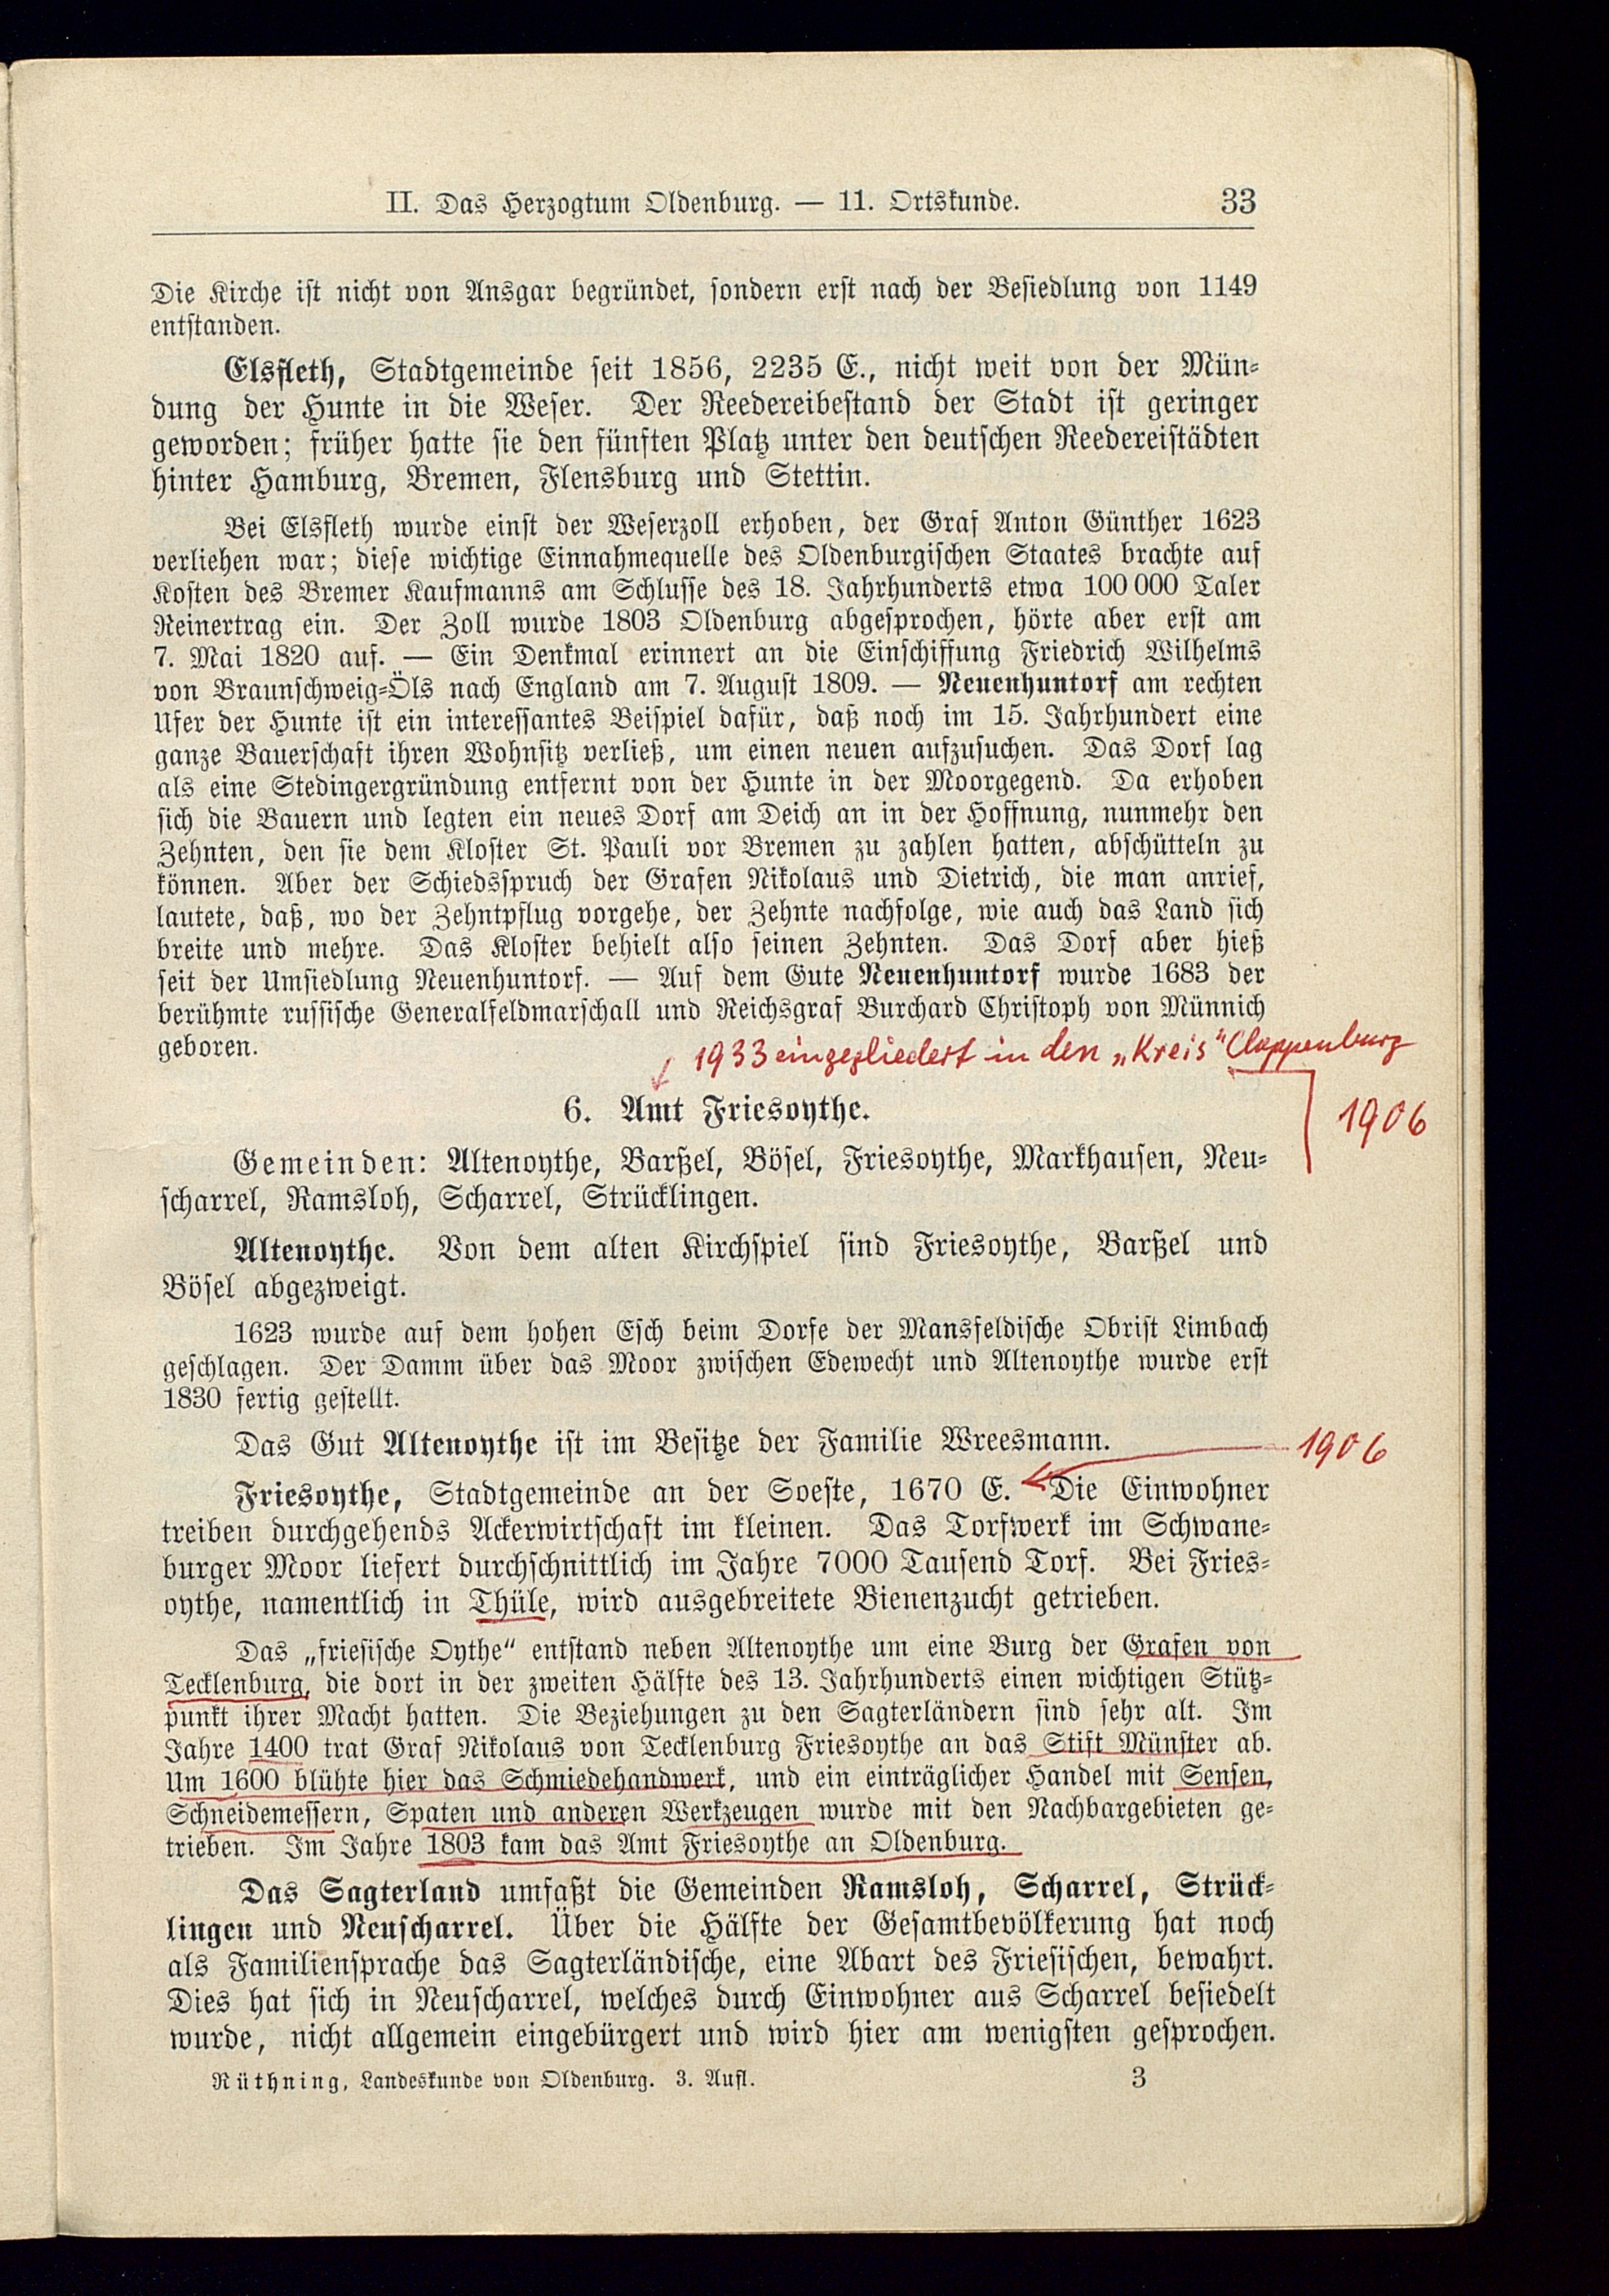 II. Das Herzogtum Oldenburg. — 11. Ortskunde. 33
Die Kirche ist nicht von Ansgar begründet, sondern erst nach der Besiedlung von 1149
entstanden.
Elsfleth, Stadtgemeinde seit 1856, 2235 E., nicht weit von der Mün-
dung der Hunte in die Weser. Der Reedereibestand der Stadt ist geringer
geworden; früher hatte sie den fünften Platz unter den deutschen Reedereistädten
hinter Hamburg, Bremen, Flensburg und Stettin.
Bei Elsfleth wurde einst der Weserzoll erhoben, der Graf Anton Günther 1623
verliehen war; diese wichtige Einnahmequelle des Oldenburgischen Staates brachte auf
Kosten des Bremer Kaufmanns am Schlusse des 18. Jahrhunderts etwa 100 000 Taler
Reinertrag ein. Der Zoll wurde 1803 Oldenburg abgesprochen, hörte aber erst am
7. Mai 1820 auf. — Ein Denkmal erinnert an die Einschiffung Friedrich Wilhelms
von Braunschweig-Öls nach England am 7. August 1809. — Neuenhuntorf am rechten
Ufer der Hunte ist ein interessantes Beispiel dafür, daß noch im 15. Jahrhundert eine
ganze Bauerschaft ihren Wohnsitz verließ, um einen neuen aufzusuchen. Das Dorf lag
als eine Stedingergründung entfernt von der Hunte in der Moorgegend. Da erhoben
sich die Bauern und legten ein neues Dorf am Deich an in der Hoffnung, nunmehr den
Zehnten, den sie dem Kloster St. Pauli vor Bremen zu zahlen hatten, abschütteln zu
können. Aber der Schiedsspruch der Grafen Nikolaus und Dietrich, die man anrief,
lautete, daß, wo der Zehntpflug vorgehe, der Zehnte nachfolge, wie auch das Land sich
breite und mehre. Das Kloster behielt also seinen Zehnten. Das Dorf aber hieß
seit der Umsiedlung Neuenhuntorf. — Auf dem Gute Neuenhuntorf wurde 1683 der
berühmte russische Generalfeldmarschall und Reichsgraf Burchard Christoph von Münnich
geboren.
1933 eingegliedert in den „Kreis“ Cloppenburg
6. Amt Friesoythe.
1906
Gemeinden: Altenoythe, Barßel, Bösel, Friesoythe, Markhausen, Neu-
scharrel, Ramsloh, Scharrel, Strücklingen.
Altenoythe. Von dem alten Kirchspiel sind Friesoythe, Barßel und
Bösel abgezweigt.
1623 wurde auf dem hohen Esch beim Dorfe der Mansfeldische Obrist Limbach
geschlagen. Der Damm über das Moor zwischen Edewecht und Altenoythe wurde erst
1830 fertig gestellt.
Das Gut Altenoythe ist im Besitze der Familie Wreesmann.
1906
Friesoythe, Stadtgemeinde an der Soeste, 1670 E. Die Einwohner
treiben durchgehends Ackerwirtschaft im kleinen. Das Torfwerk im Schwane-
burger Moor liefert durchschnittlich im Jahre 7000 Tausend Torf. Bei Fries-
oythe, namentlich in Thüle, wird ausgebreitete Bienenzucht getrieben.
Das „friesische Oythe“ entstand neben Altenoythe um eine Burg der Grafen von
Tecklenburg, die dort in der zweiten Hälfte des 13. Jahrhunderts einen wichtigen Stütz-
punkt ihrer Macht hatten. Die Beziehungen zu den Sagterländern sind sehr alt. Im
Jahre 1400 trat Graf Nikolaus von Tecklenburg Friesoythe an das Stift Münster ab.
Um 1600 blühte hier das Schmiedehandwerk, und ein einträglicher Handel mit Sensen,
Schneidemessern, Spaten und anderen Werkzeugen wurde mit den Nachbargebieten ge-
trieben. Im Jahre 1803 kam das Amt Friesoythe an Oldenburg.
Das Sagterland umfaßt die Gemeinden Ramsloh, Scharrel, Strück-
lingen und Neuscharrel. Über die Hälfte der Gesamtbevölkerung hat noch
als Familiensprache das Sagterländische, eine Abart des Friesischen, bewahrt.
Dies hat sich in Neuscharrel, welches durch Einwohner aus Scharrel besiedelt
wurde, nicht allgemein eingebürgert und wird hier am wenigsten gesprochen.
Rüthning, Landeskunde von Oldenburg. 3. Aufl. 3